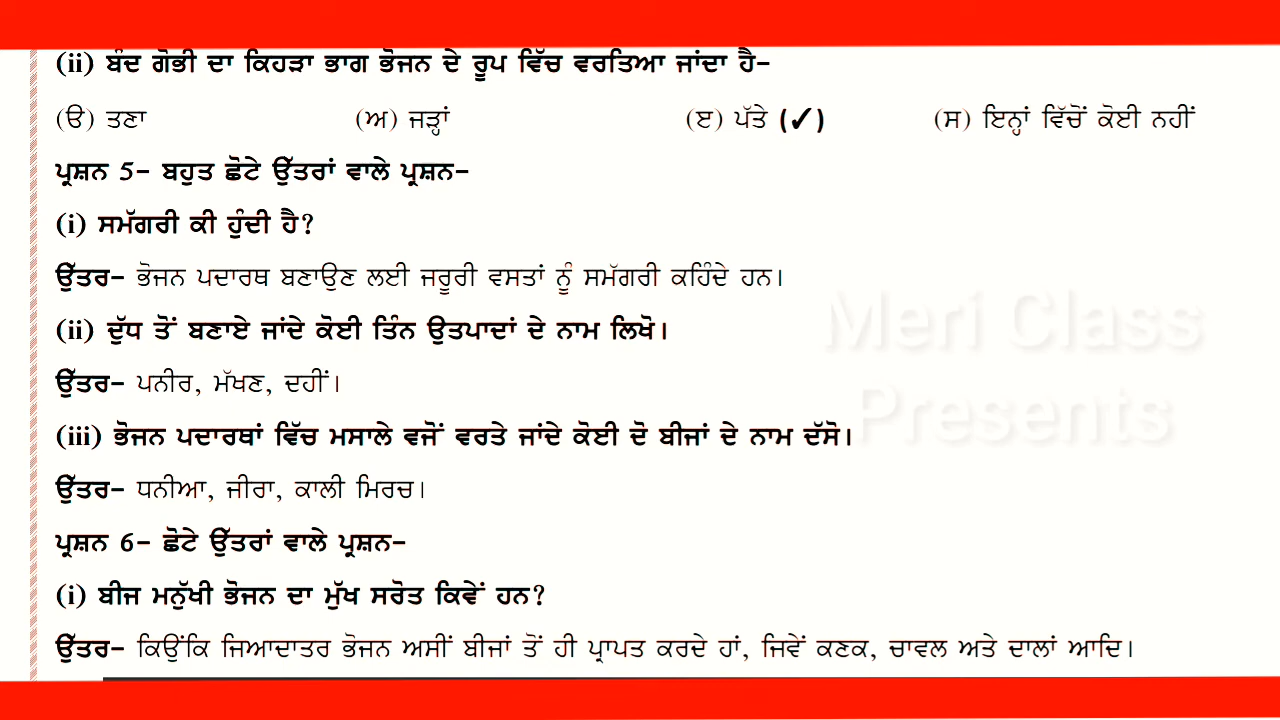 (ii) ਬੰਦ ਗੋਭੀ ਦਾ ਕਿਹੜਾ ਭਾਗ ਭੋਜਨ ਦੇ ਰੂਪ ਵਿੱਚ ਵਰਤਿਆ ਜਾਂਦਾ ਹੈ-
(ੳ) ਤਣਾ (ਅ) ਜੜ੍ਹਾਂ (ੲ) ਪੱਤੇ (✓) (ਸ) ਇਨ੍ਹਾਂ ਵਿੱਚੋਂ ਕੋਈ ਨਹੀਂ
ਪ੍ਰਸ਼ਨ 5- ਬਹੁਤ ਛੋਟੇ ਉੱਤਰਾਂ ਵਾਲੇ ਪ੍ਰਸ਼ਨ-
(i) ਸਮੱਗਰੀ ਕੀ ਹੁੰਦੀ ਹੈ?
ਉੱਤਰ- ਭੋਜਨ ਪਦਾਰਥ ਬਣਾਉਣ ਲਈ ਜਰੂਰੀ ਵਸਤਾਂ ਨੂੰ ਸਮੱਗਰੀ ਕਹਿੰਦੇ ਹਨ।
(ii) ਦੁੱਧ ਤੋਂ ਬਣਾਏ ਜਾਂਦੇ ਕੋਈ ਤਿੰਨ ਉਤਪਾਦਾਂ ਦੇ ਨਾਮ ਲਿਖੋ।
ਉੱਤਰ- ਪਨੀਰ, ਮੱਖਣ, ਦਹੀਂ।
(iii) ਭੋਜਨ ਪਦਾਰਥਾਂ ਵਿੱਚ ਮਸਾਲੇ ਵਜੋਂ ਵਰਤੇ ਜਾਂਦੇ ਕੋਈ ਦੋ ਬੀਜਾਂ ਦੇ ਨਾਮ ਦੱਸੋ।
ਉੱਤਰ- ਧਨੀਆ, ਜੀਰਾ, ਕਾਲੀ ਮਿਰਚ।
ਪ੍ਰਸ਼ਨ 6- ਛੋਟੇ ਉੱਤਰਾਂ ਵਾਲੇ ਪ੍ਰਸ਼ਨ-
(i) ਬੀਜ ਮਨੁੱਖੀ ਭੋਜਨ ਦਾ ਮੁੱਖ ਸਰੋਤ ਕਿਵੇਂ ਹਨ?
ਉੱਤਰ- ਕਿਉਂਕਿ ਜਿਆਦਾਤਰ ਭੋਜਨ ਅਸੀਂ ਬੀਜਾਂ ਤੋਂ ਹੀ ਪ੍ਰਾਪਤ ਕਰਦੇ ਹਾਂ, ਜਿਵੇਂ ਕਣਕ, ਚਾਵਲ ਅਤੇ ਦਾਲਾਂ ਆਦਿ।
Meri Class
Presents